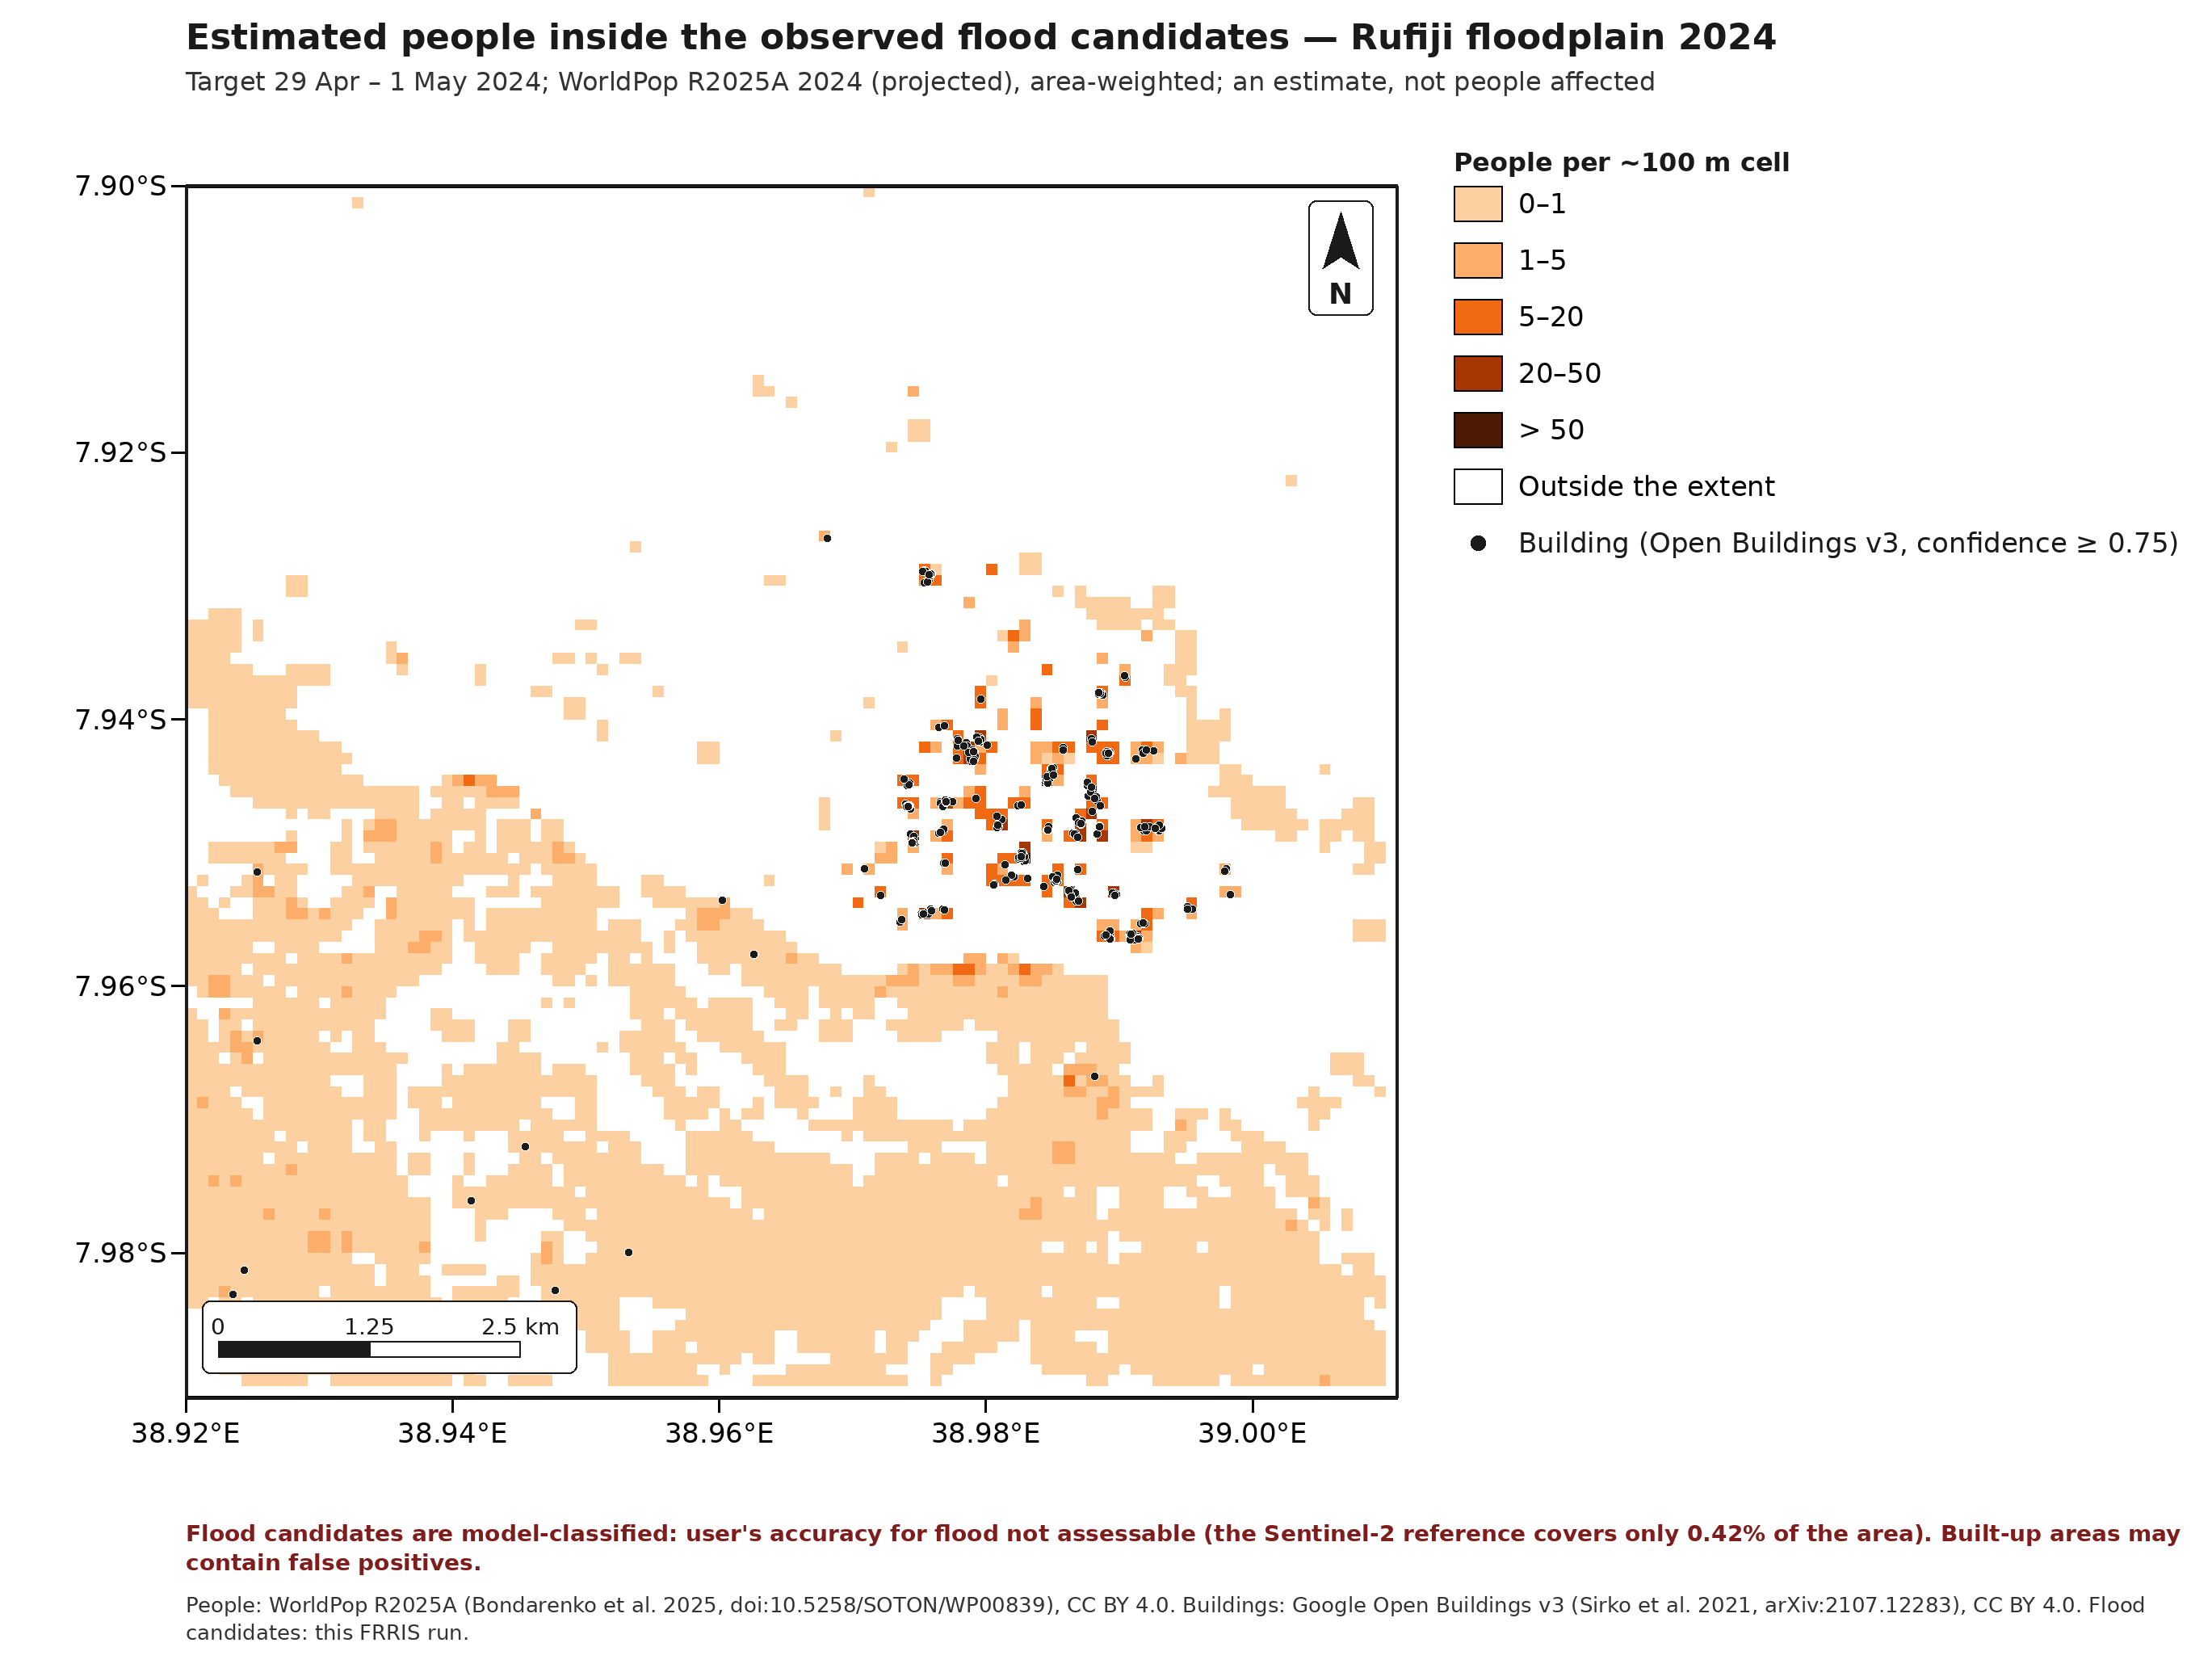 Estimated people inside the observed flood candidates — Rufiji floodplain 2024
Target 29 Apr – 1 May 2024; WorldPop R2025A 2024 (projected), area-weighted; an estimate, not people affected
People per ~100 m cell
0–1
1–5
5–20
20–50
> 50
Outside the extent
Building (Open Buildings v3, confidence ≥ 0.75)
N
7.90°S
7.92°S
7.94°S
7.96°S
7.98°S
0 1.25 2.5 km
38.92°E 38.94°E 38.96°E 38.98°E 39.00°E
Flood candidates are model-classified: user's accuracy for flood not assessable (the Sentinel-2 reference covers only 0.42% of the area). Built-up areas may
contain false positives.
People: WorldPop R2025A (Bondarenko et al. 2025, doi:10.5258/SOTON/WP00839), CC BY 4.0. Buildings: Google Open Buildings v3 (Sirko et al. 2021, arXiv:2107.12283), CC BY 4.0. Flood
candidates: this FRRIS run.